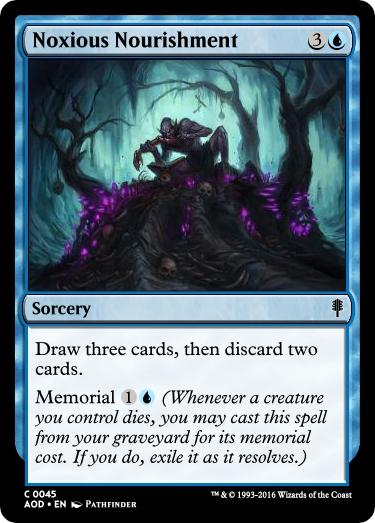 Noxious Nourishment 3
Sorcery
Draw three cards, then discard two
cards.
Memorial 1 (Whenever a creature
you control dies, you may cast this spell
from your graveyard for its memorial
cost. If you do, exile it as it resolves.)
C 0045
AOD • EN Pathfinder
™ & © 1993-2016 Wizards of the Coast